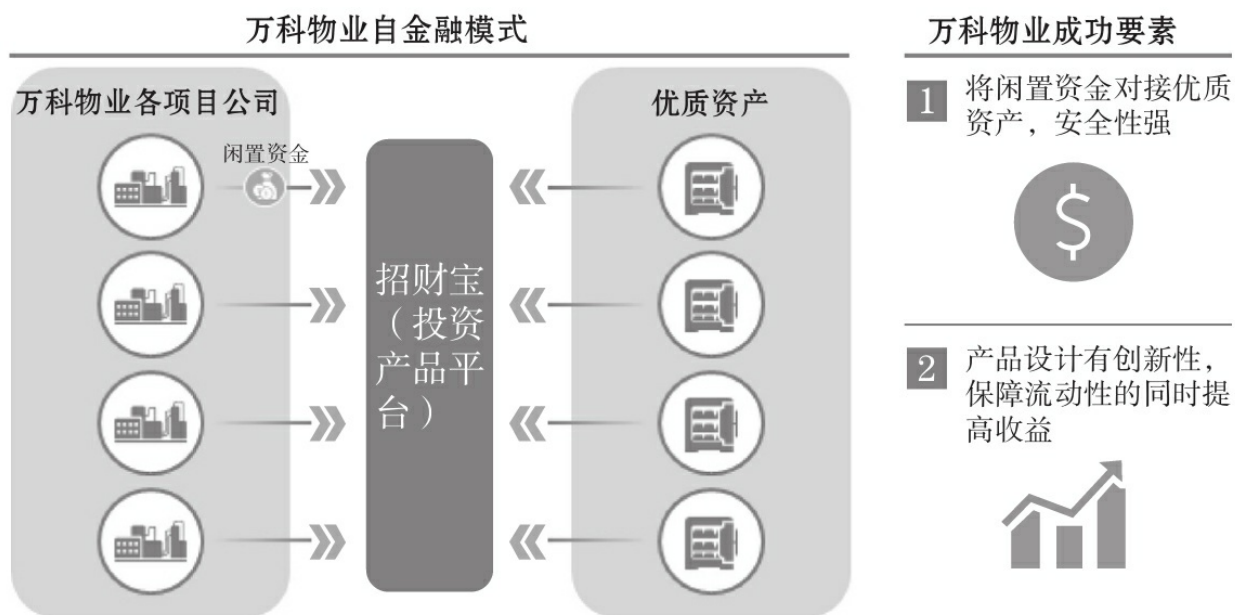 万科物业自金融模式
万科物业各项目公司
闲置资金
招财宝
（投资
产品平
台）
优质资产
万科物业成功要素
1
将闲置资金对接优质
资产，安全性强
$
2
产品设计有创新性，
保障流动性的同时提
高收益